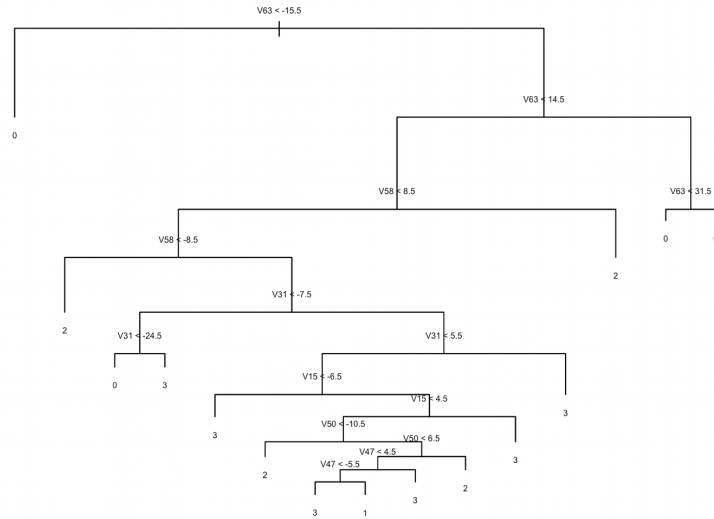 V63 < -15.5
V63 < 14.5
0
V58 < 8.5
V63 < 31.5
V58 < -8.5
0
2
V31 < -7.5
2
V31 < -24.5
V31 < 5.5
V15 < -6.5
0
3
V15 < 4.5
3
V50 < -10.5
3
V50 < 6.5
V47 < 4.5
3
V47 < -5.5
2
2
3
3
1